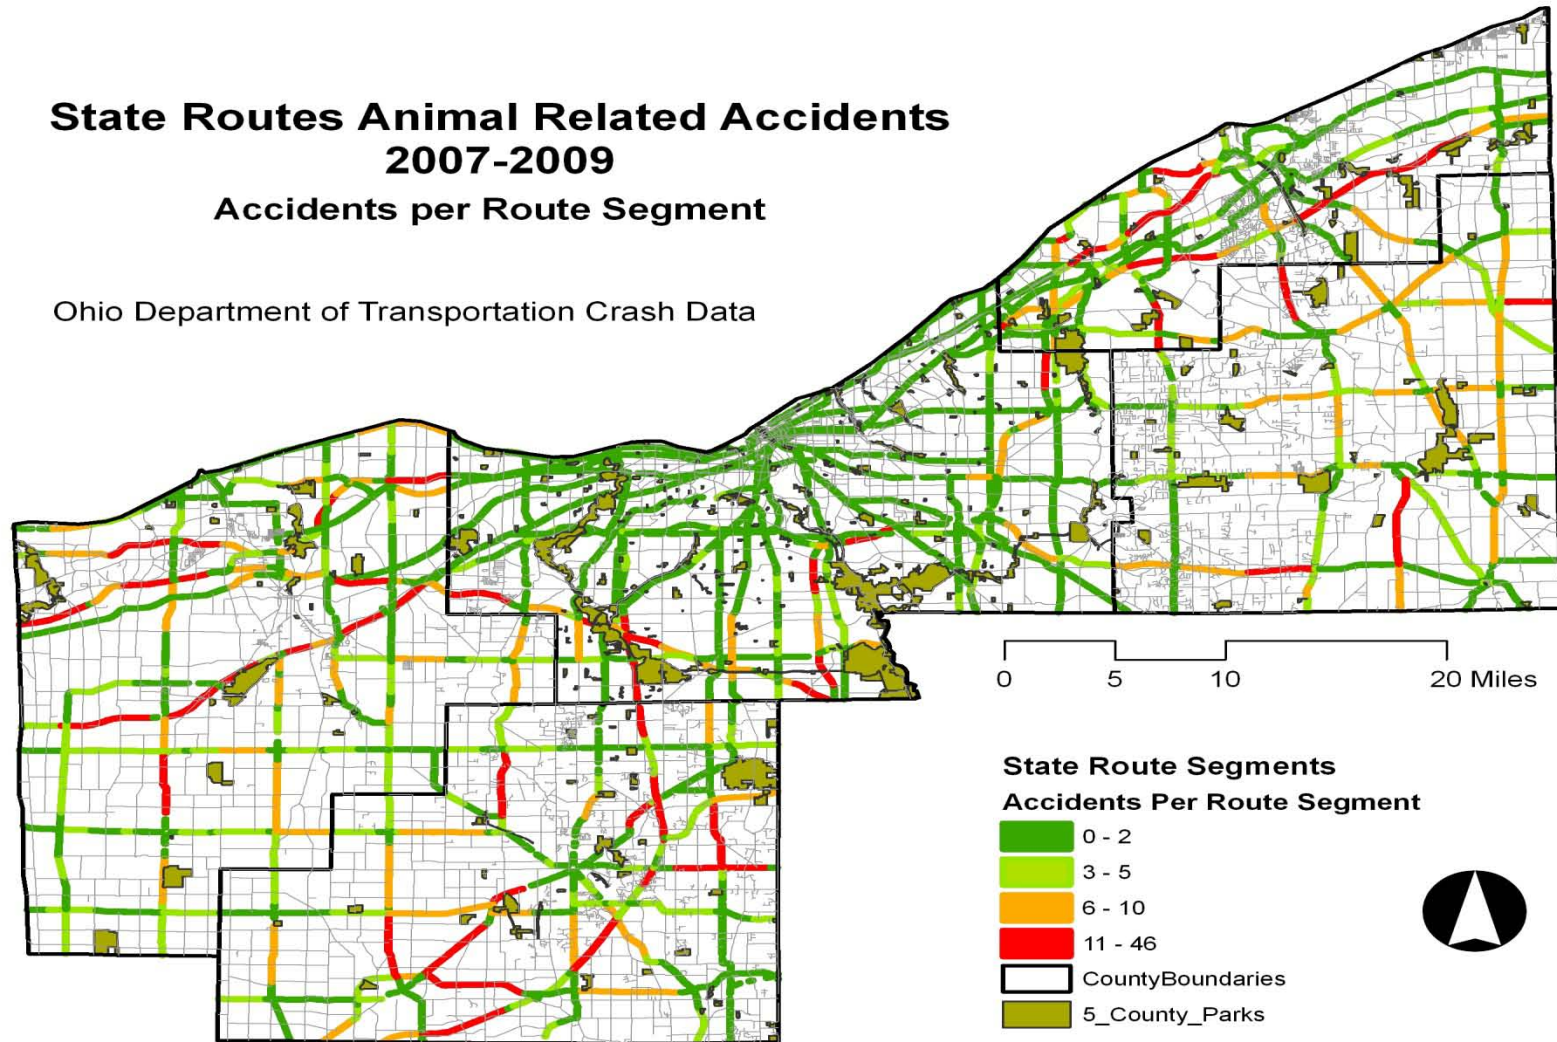 State Routes Animal Related Accidents
2007-2009
Accidents per Route Segment
Ohio Department of Transportation Crash Data
0 5 10 20 Miles
State Route Segments
Accidents Per Route Segment
0 - 2
3 - 5
6 - 10
11 - 46
CountyBoundaries
5_County_Parks